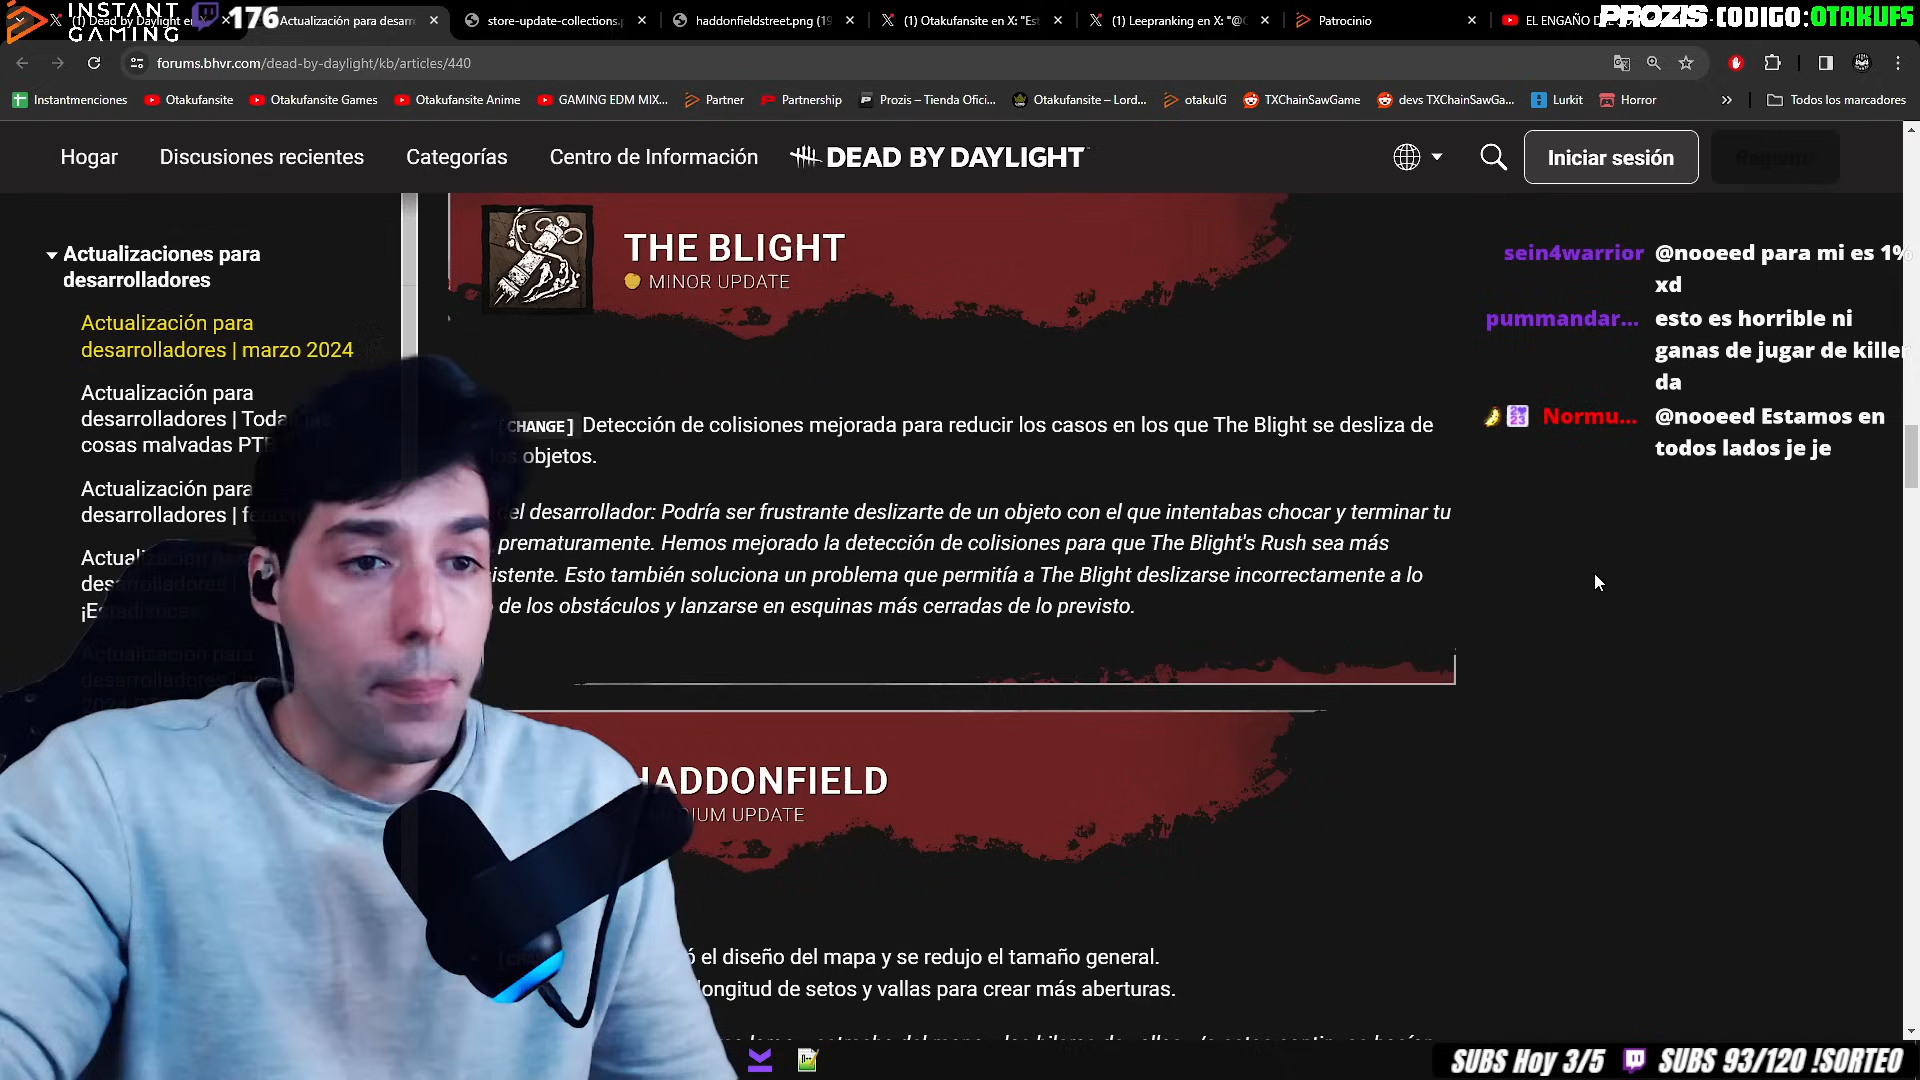 INSTANT
GAMING
176
(1) Dead by Daylight en X
Actualización para desarr
store-update-collections.p
haddonfieldstreet.png (19
(1) Otakufansite en X: "Est
(1) Leepranking en X: "@O
Patrocinio
EL ENGAÑO D
PROZIS CODIGO:OTAKUFS
forums.bhvr.com/dead-by-daylight/kb/articles/440
Instantmenciones
Otakufansite
Otakufansite Games
Otakufansite Anime
GAMING EDM MIX...
Partner
Partnership
Prozis – Tienda Ofici...
Otakufansite – Lord...
otakuIG
TXChainSawGame
devs TXChainSawGa...
Lurkit
Horror
Todos los marcadores
Hogar
Discusiones recientes
Categorías
Centro de Información
DEAD BY DAYLIGHT
Iniciar sesión
Actualizaciones para
desarrolladores
Actualización para
desarrolladores | marzo 2024
Actualización para
desarrolladores | Toda
cosas malvadas PTB
Actualización para
desarrolladores |
THE BLIGHT
MINOR UPDATE
[CHANGE] Detección de colisiones mejorada para reducir los casos en los que The Blight se desliza de
los objetos.
del desarrollador: Podría ser frustrante deslizarte de un objeto con el que intentabas chocar y terminar tu
prematuramente. Hemos mejorado la detección de colisiones para que The Blight's Rush sea más
istente. Esto también soluciona un problema que permitía a The Blight deslizarse incorrectamente a lo
de los obstáculos y lanzarse en esquinas más cerradas de lo previsto.
HADDONFIELD
IUM UPDATE
ó el diseño del mapa y se redujo el tamaño general.
longitud de setos y vallas para crear más aberturas.
sein4warrior @nooeed para mi es 1%
xd
pummandar... esto es horrible ni
ganas de jugar de killer
da
Normu... @nooeed Estamos en
todos lados je je
SUBS Hoy 3/5 SUBS 93/120 !SORTEO